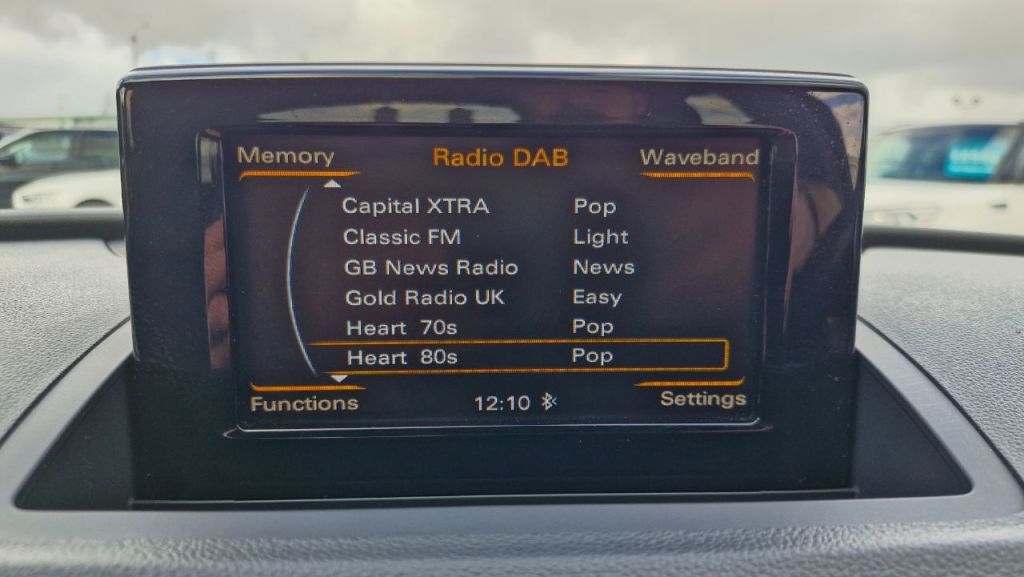 Memory Radio DAB Waveband
Capital XTRA Pop
Classic FM Light
GB News Radio News
Gold Radio UK Easy
Heart 70s Pop
Heart 80s Pop
Functions 12:10 Settings